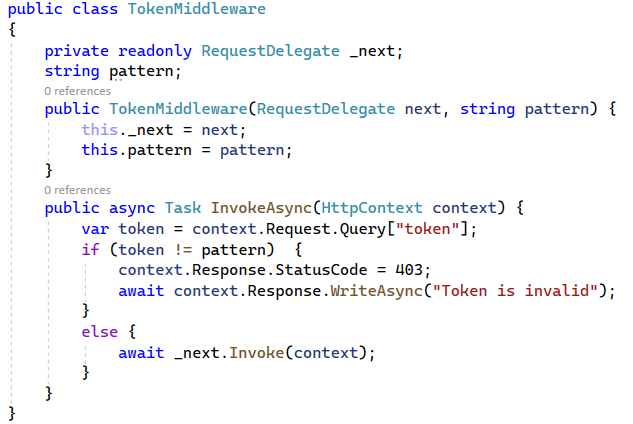 public class TokenMiddleware
{
    private readonly RequestDelegate _next;
    string pattern;
    0 references
    public TokenMiddleware(RequestDelegate next, string pattern) {
        this._next = next;
        this.pattern = pattern;
    }
    0 references
    public async Task InvokeAsync(HttpContext context) {
        var token = context.Request.Query["token"];
        if (token != pattern)  {
            context.Response.StatusCode = 403;
            await context.Response.WriteAsync("Token is invalid");
        }
        else {
            await _next.Invoke(context);
        }
    }
}